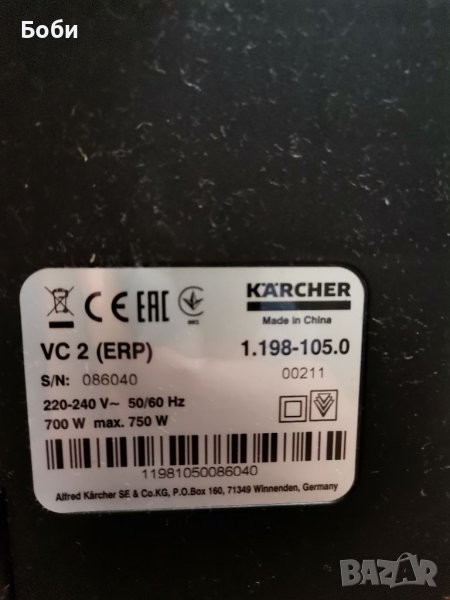 Боби
CE EAC
KÄRCHER
Made in China
VC 2 (ERP)
1.198-105.0
S/N: 086040
00211
220-240 V~ 50/60 Hz
700 W max. 750 W
11981050086040
Alfred Kärcher SE & Co.KG, P.O.Box 160, 71349 Winnenden, Germany
BAZAR